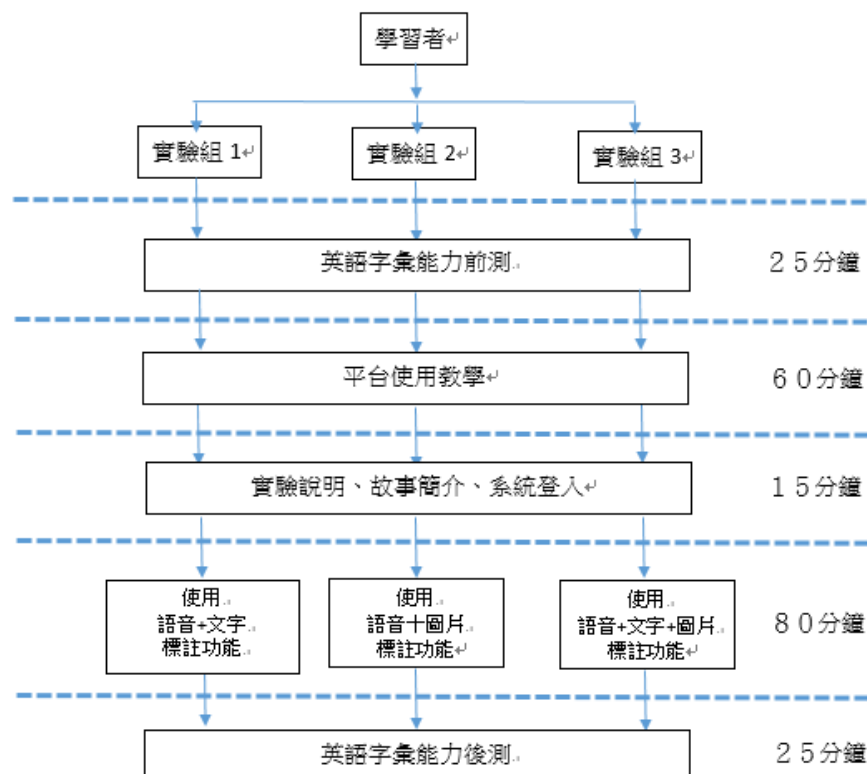 學習者
實驗組 1
實驗組 2
實驗組 3
英語字彙能力前測
２５分鐘
平台使用教學
６０分鐘
實驗說明、故事簡介、系統登入
１５分鐘
使用
語音+文字
標註功能
使用
語音十圖片
標註功能
使用
語音+文字+圖片
標註功能
８０分鐘
英語字彙能力後測
２５分鐘